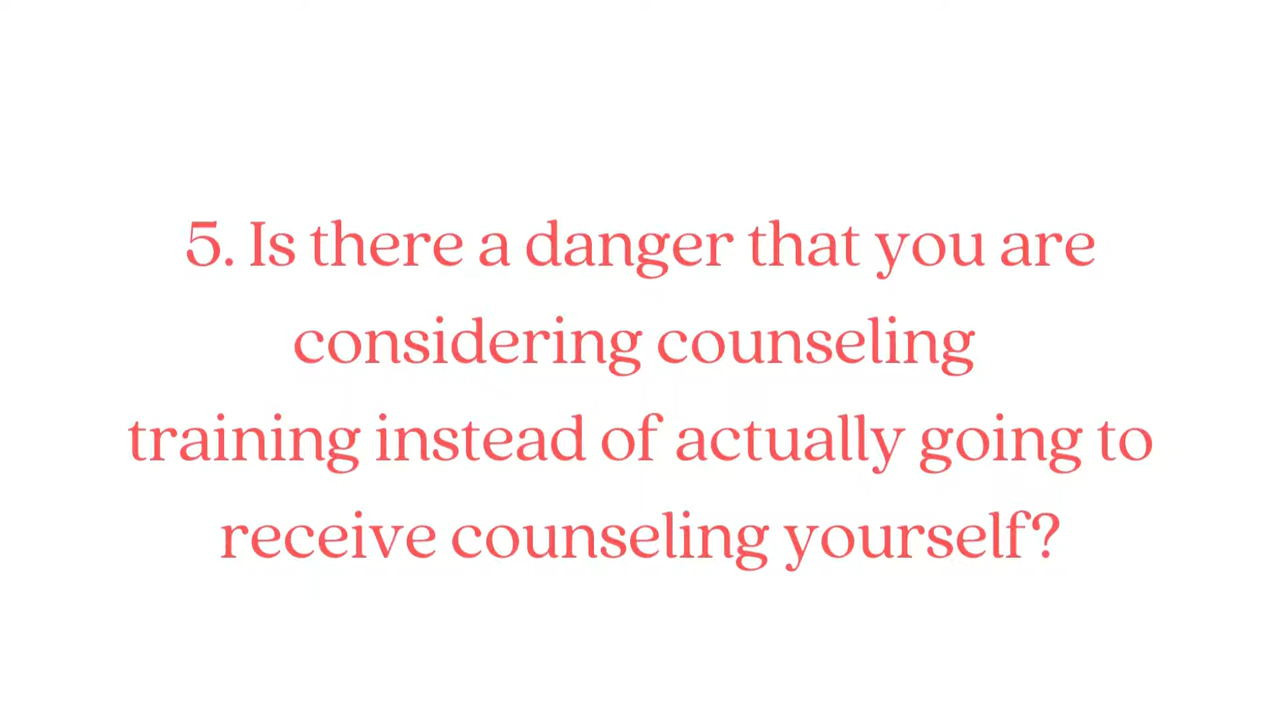 5. Is there a danger that you are
considering counseling
training instead of actually going to
receive counseling yourself?